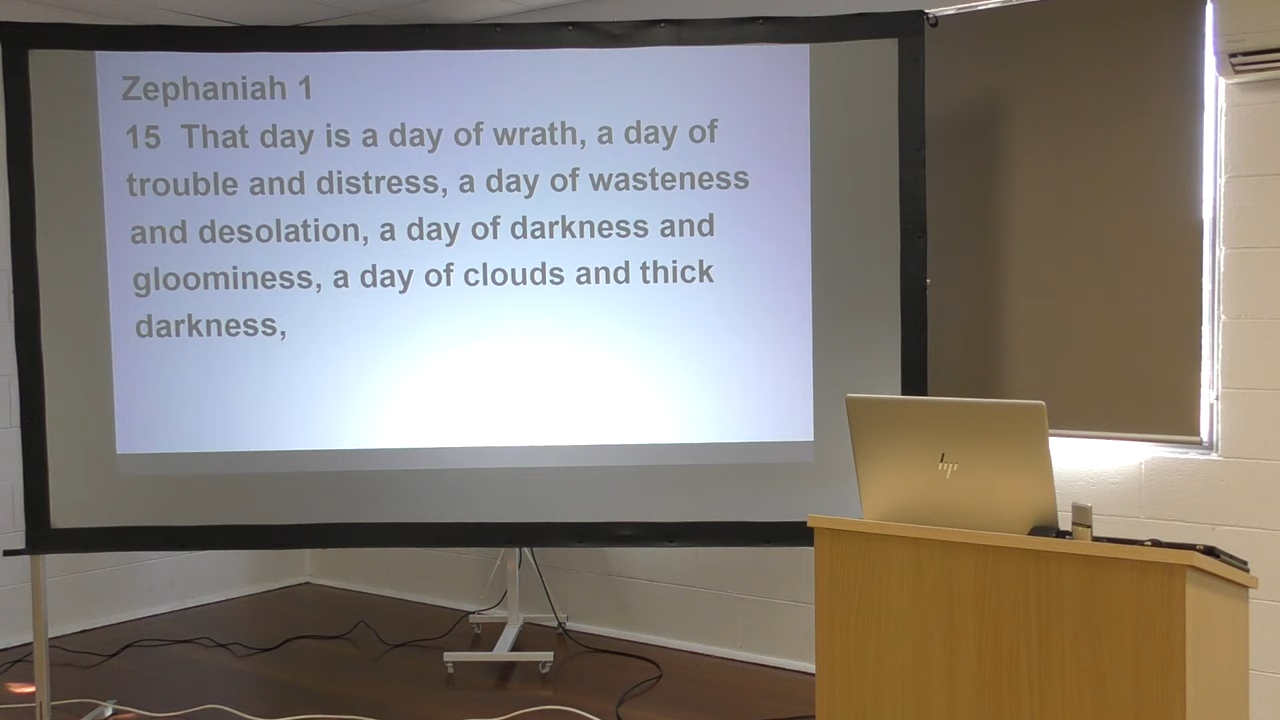 Zephaniah 1
15 That day is a day of wrath, a day of
trouble and distress, a day of wasteness
and desolation, a day of darkness and
gloominess, a day of clouds and thick
darkness,
hp